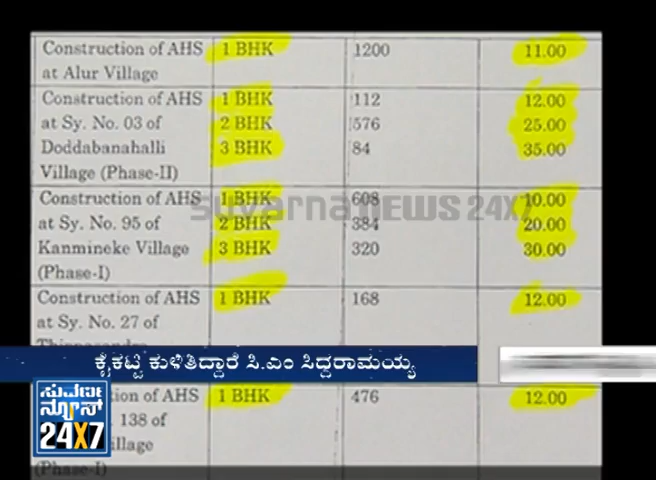 Construction of AHS 1 BHK 1200 11.00
at Alur Village
Construction of AHS 1 BHK 112 12.00
at Sy. No. 03 of 2 BHK 576 25.00
Doddabanahalli 3 BHK 84 35.00
Village (Phase-II)
Construction of AHS 1 BHK 608 10.00
suvarna NEWS 24X7
at Sy. No. 95 of 2 BHK 384 20.00
Kanmineke Village 3 BHK 320 30.00
(Phase-I)
Construction of AHS 1 BHK 168 12.00
at Sy. No. 27 of
ಕೈಕಟ್ಟಿ ಕುಳಿತಿದ್ದಾರೆ ಸಿ.ಎಂ ಸಿದ್ದರಾಮಯ್ಯ
ಸುವರ್ಣ
ನ್ಯೂಸ್
24X7
tion of AHS 1 BHK 476 12.00
138 of
illage
(Phase-I)